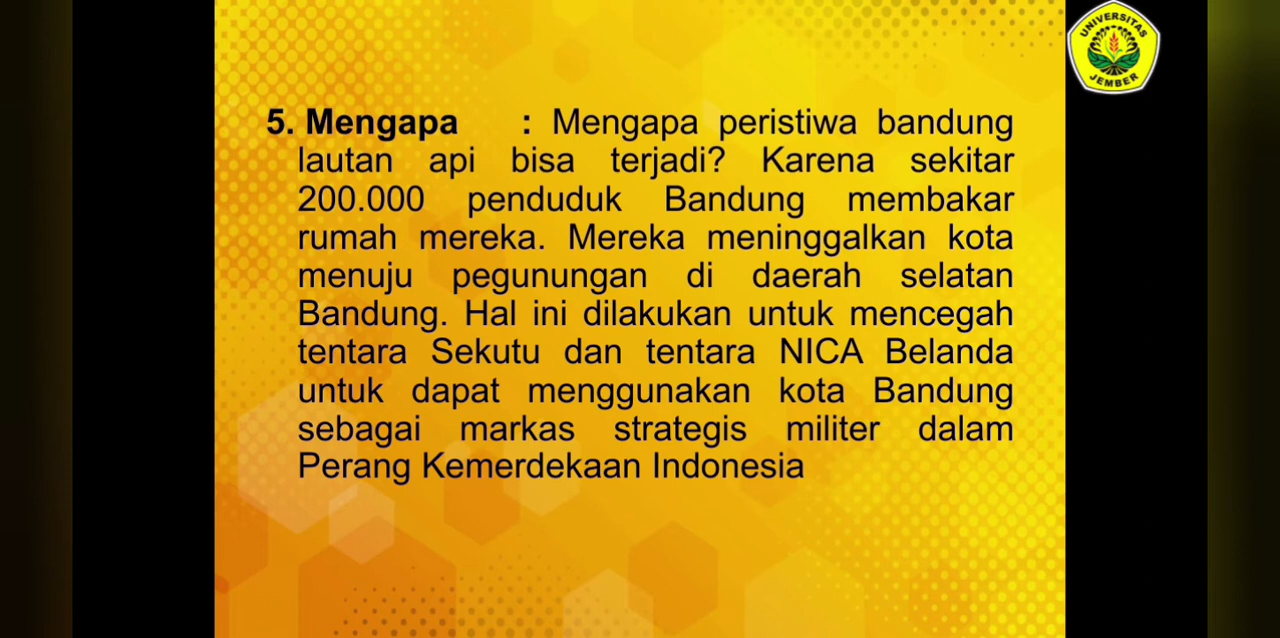 UNIVERSITAS
JEMBER
5. Mengapa : Mengapa peristiwa bandung
lautan api bisa terjadi? Karena sekitar
200.000 penduduk Bandung membakar
rumah mereka. Mereka meninggalkan kota
menuju pegunungan di daerah selatan
Bandung. Hal ini dilakukan untuk mencegah
tentara Sekutu dan tentara NICA Belanda
untuk dapat menggunakan kota Bandung
sebagai markas strategis militer dalam
Perang Kemerdekaan Indonesia